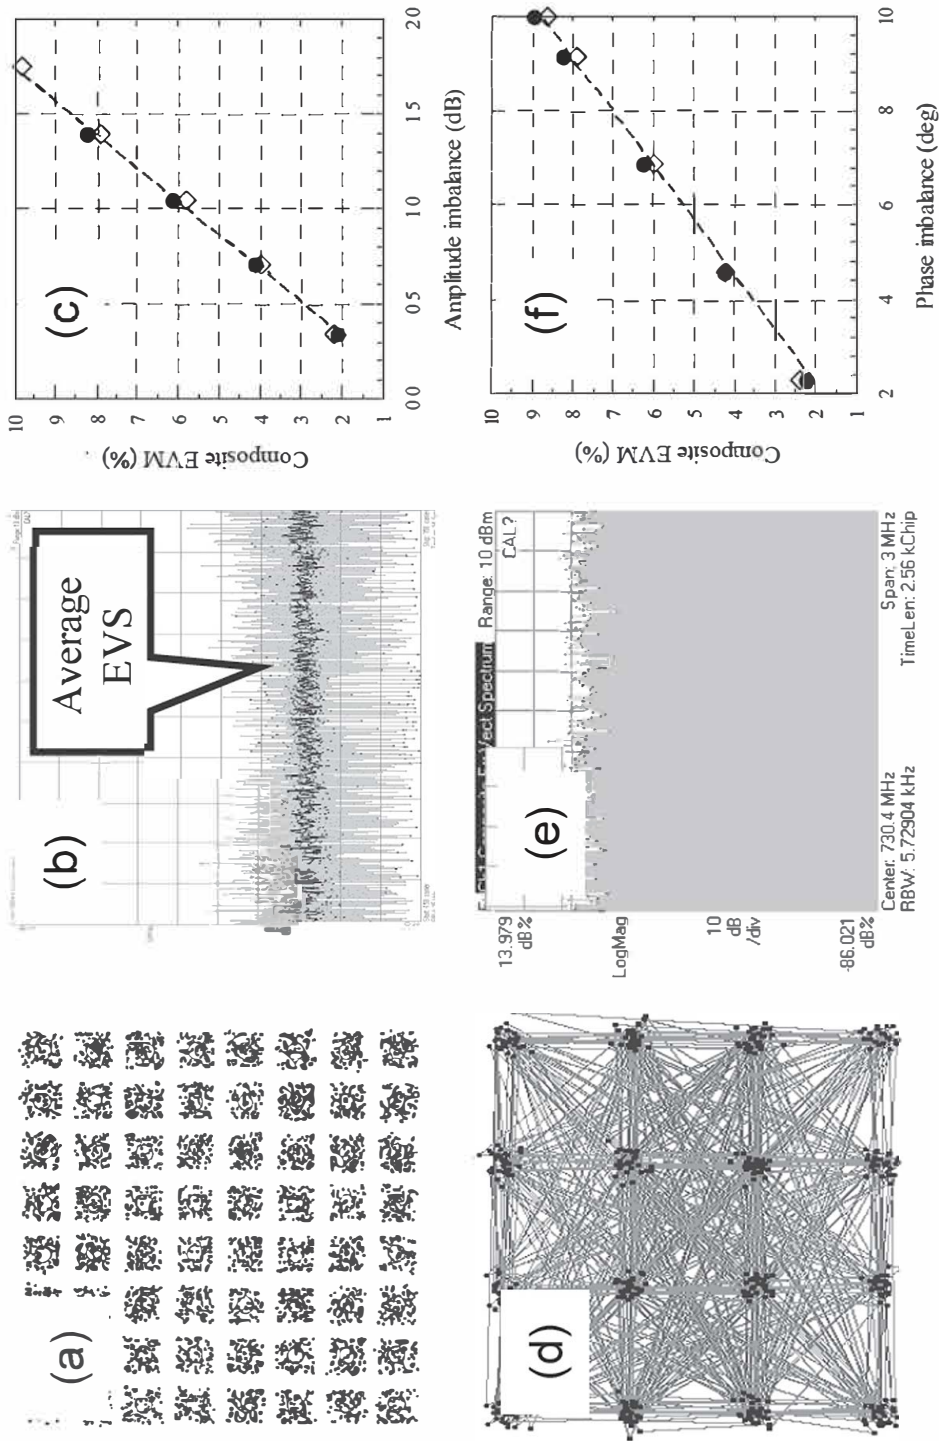 (a)
(b)
Average
EVS
(c)
10
9
8
7
6
5
4
3
2
1
Composite EVM (%)
0.0
0.5
1.0
1.5
2.0
Amplitude imbalance (dB)
(d)
(e)
Range: 10 dBm
CAL?
13.979
dB%
LogMag
10
dB
/div
-86.021
dB%
Center: 730.4 MHz
Span: 3 MHz
RBW: 5.72904 kHz
TimeLen: 2.56 kChip
(f)
10
9
8
7
6
5
4
3
2
1
Composite EVM (%)
2
4
6
8
10
Phase imbalance (deg)